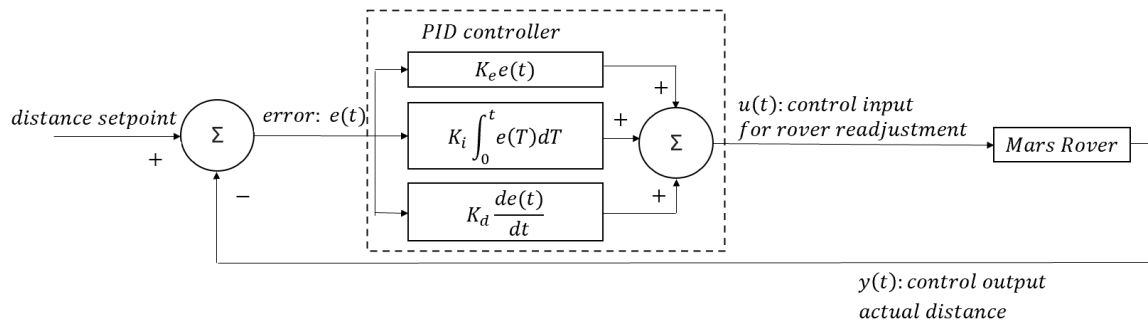 PID controller
K_e e(t)
distance setpoint
+
−
Σ
error: e(t)
K_i ∫_0^t e(T)dT
K_d de(t)/dt
+
+
+
Σ
u(t): control input
for rover readjustment
Mars Rover
y(t): control output
actual distance